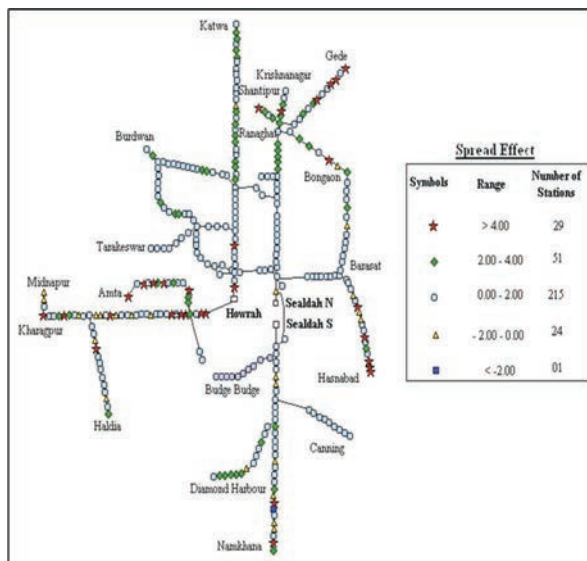 Katwa
Gede
Krishnanagar
Shantipur
Ranaghat
Burdwan
Bongaon
Tarakeswar
Barasat
Midnapur
Amta
Kharagpur
Howrah
Sealdah N
Sealdah S
Budge Budge
Hasnabad
Haldia
Canning
Diamond Harbour
Namkhana
Spread Effect
Symbols Range Number of Stations
> 4.00 29
2.00 - 4.00 51
0.00 - 2.00 215
- 2.00 - 0.00 24
< -2.00 01